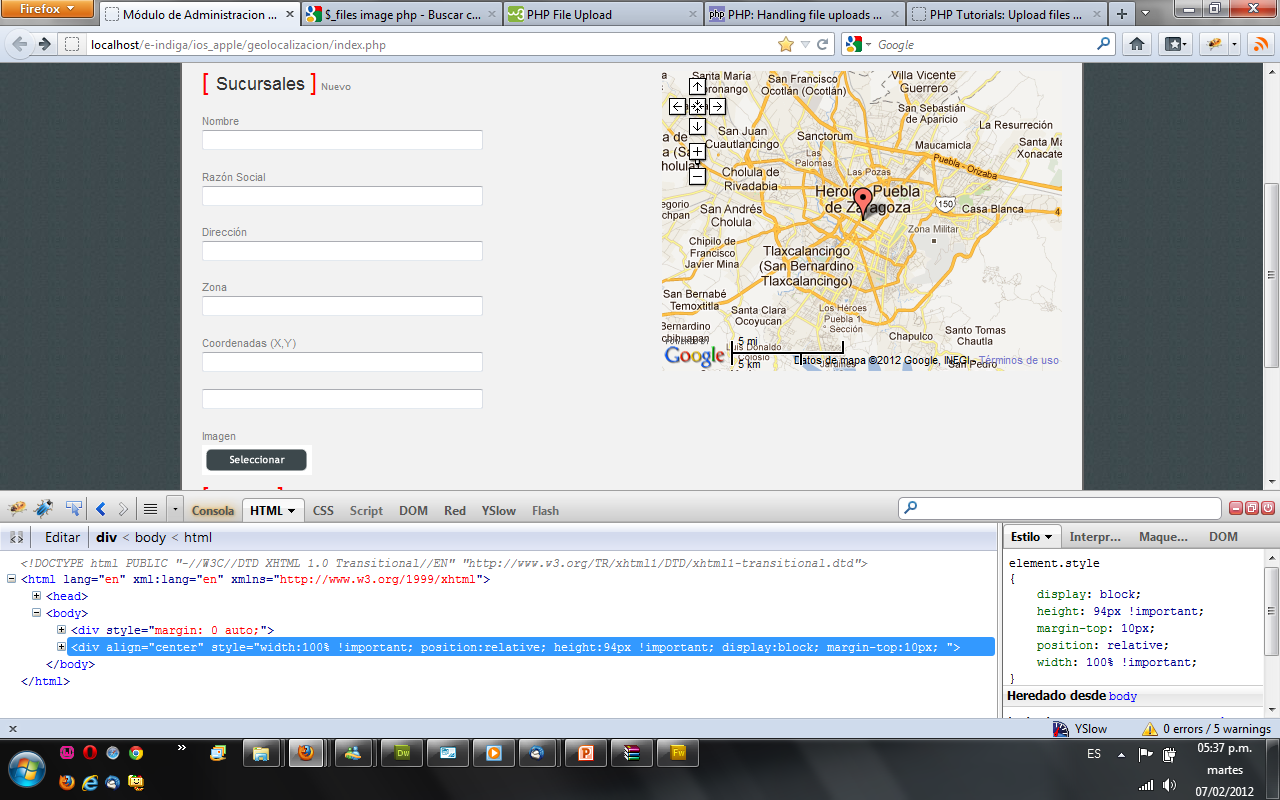 Firefox
Módulo de Administracion
$_files image php - Buscar c...
PHP File Upload
PHP: Handling file uploads ...
PHP Tutorials: Upload files ...
localhost/e-indiga/ios_apple/geolocalizacion/index.php
Google
[ Sucursales ] Nuevo
Nombre
Razón Social
Dirección
Zona
Coordenadas (X,Y)
Imagen
Seleccionar
Santa María
oronango
San Francisco
Ocotlán (Ocotlan)
Villa Vicente
Guerrero
San Sebastián
de Aparicio
La Resurrección
San Juan
Cuautlancingo
Sanctorum
Maucamila
Santa Ma
Xonacate
Las
Palomas
Las Pozas
Puebla - Orizaba
Cholula de
Rivadabia
Heroica Puebla
de Zaragoza
150
Casa Blanca
San Andrés
Cholula
Zona Militar
Chipilo de
Francisco
Javier Mina
Tlaxcalancingo
(San Bernardino
Tlaxcalancingo)
San Bernabé
Temoxtitla
Santa Clara
Ocoyucan
Los Héroes
Puebla 1
Sección
Chapulco
Santo Tomas
Chautla
Bernardino
Luis Donaldo
Colosio
San Pedro
Google
5 mi
5 km
Datos de mapa ©2012 Google, INEGI - Términos de uso
Consola
HTML
CSS
Script
DOM
Red
YSlow
Flash
Editar
div < body < html
Estilo
Interpr...
Maque...
DOM
<!DOCTYPE html PUBLIC "-//W3C//DTD XHTML 1.0 Transitional//EN" "http://www.w3.org/TR/xhtml1/DTD/xhtml1-transitional.dtd">
<html lang="en" xml:lang="en" xmlns="http://www.w3.org/1999/xhtml">
<head>
<body>
<div style="margin: 0 auto;">
<div align="center" style="width:100% !important; position:relative; height:94px !important; display:block; margin-top:10px; ">
</body>
</html>
element.style
{
display: block;
height: 94px !important;
margin-top: 10px;
position: relative;
width: 100% !important;
}
Heredado desde body
YSlow
0 errors / 5 warnings
ES
05:37 p.m.
martes
07/02/2012